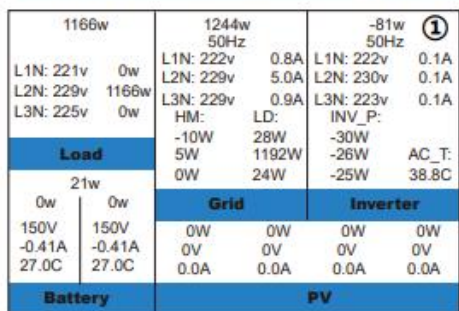 1166w
L1N: 221v 0w
L2N: 229v 1166w
L3N: 225v 0w
Load
1244w
50Hz
L1N: 222v 0.8A
L2N: 229v 5.0A
L3N: 229v 0.9A
HM: LD:
-10W 28W
5W 1192W
0W 24W
Grid
-81w ①
50Hz
L1N: 222v 0.1A
L2N: 230v 0.1A
L3N: 223v 0.1A
INV_P:
-30W
-26W AC_T:
-25W 38.8C
Inverter
21w
0w 0w
150V 150V
-0.41A -0.41A
27.0C 27.0C
Battery
0W 0W 0W 0W
0V 0V 0V 0V
0.0A 0.0A 0.0A 0.0A
PV